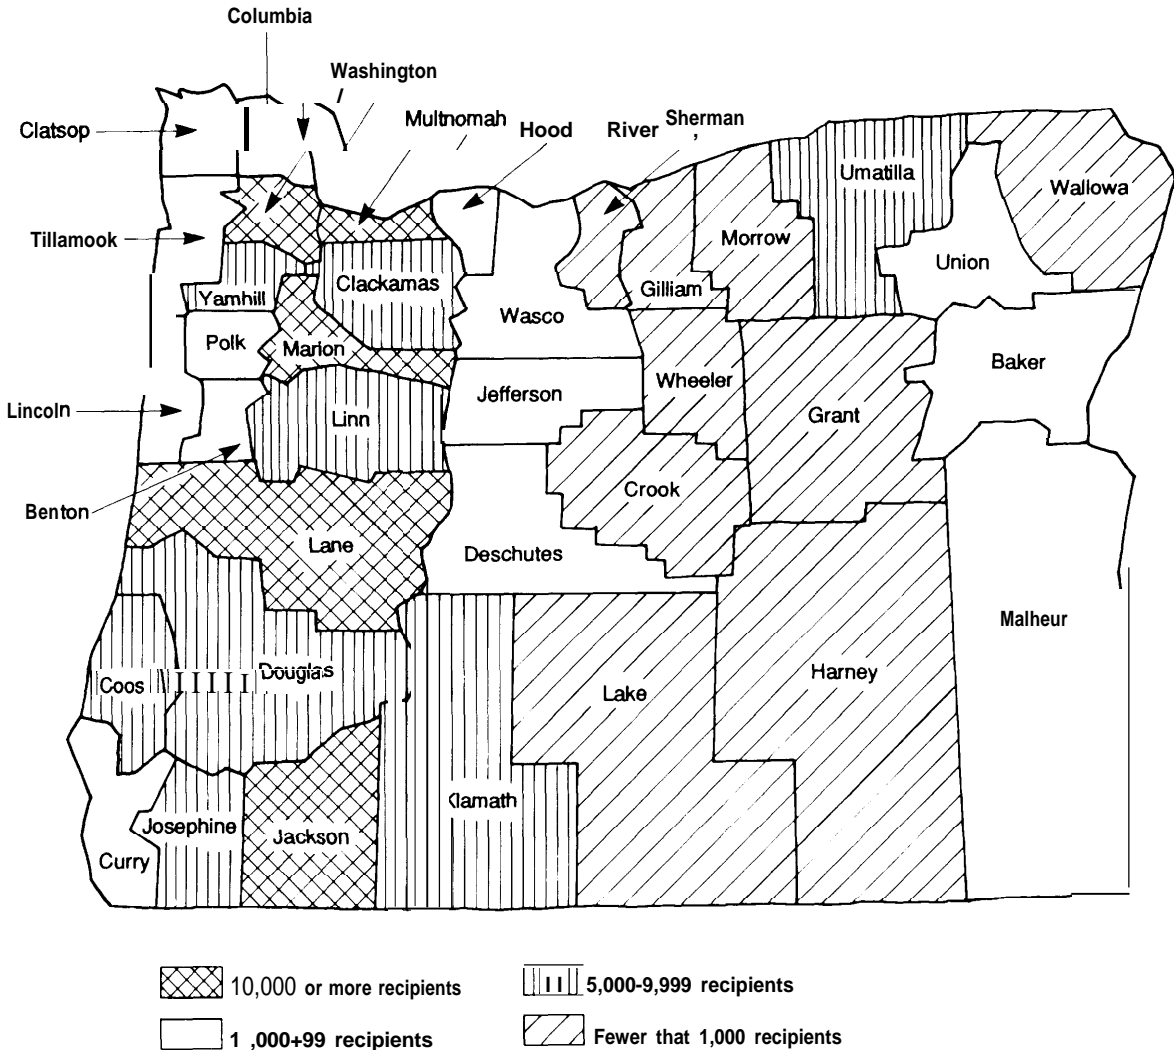 Columbia
Washington
Clatsop
Multnomah
Hood River
Sherman
Umatilla
Wallowa
Tillamook
Morrow
Union
Yamhill
Clackamas
Gilliam
Wasco
Polk
Marion
Baker
Wheeler
Jefferson
Lincoln
Linn
Grant
Crook
Benton
Lane
Deschutes
Malheur
Coos
Douglas
Harney
Lake
Klamath
Josephine
Jackson
Curry
10,000 or more recipients
5,000-9,999 recipients
1 ,000+99 recipients
Fewer that 1,000 recipients